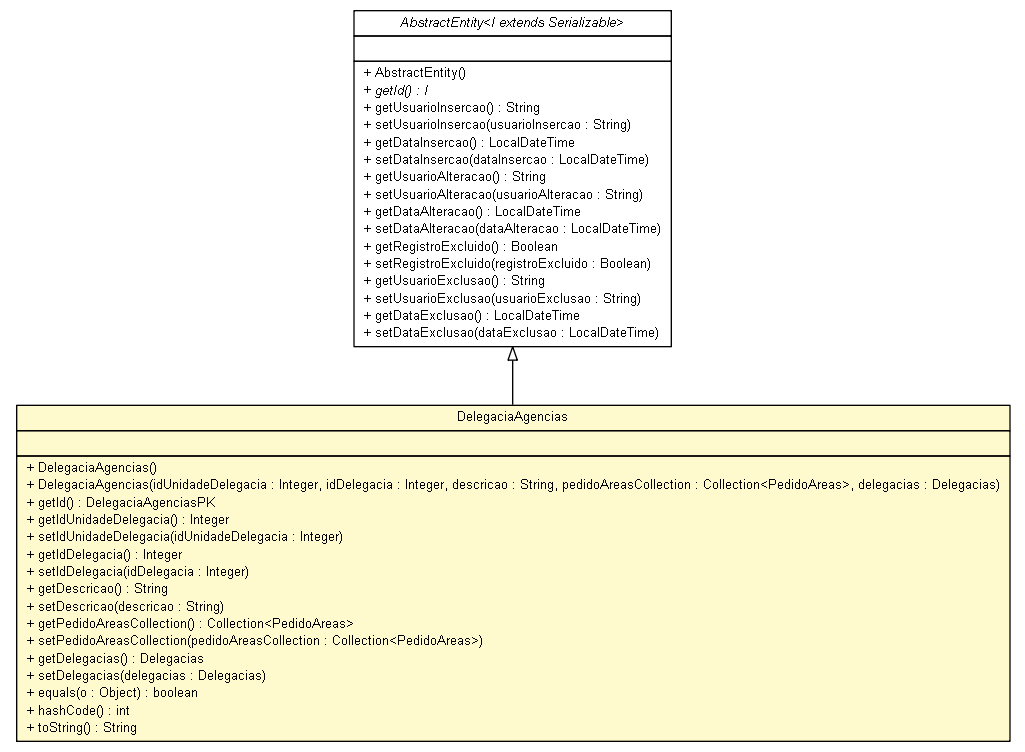 AbstractEntity<I extends Serializable>
+ AbstractEntity()
+ getId() : I
+ getUsuarioInsercao() : String
+ setUsuarioInsercao(usuarioInsercao : String)
+ getDataInsercao() : LocalDateTime
+ setDataInsercao(dataInsercao : LocalDateTime)
+ getUsuarioAlteracao() : String
+ setUsuarioAlteracao(usuarioAlteracao : String)
+ getDataAlteracao() : LocalDateTime
+ setDataAlteracao(dataAlteracao : LocalDateTime)
+ getRegistroExcluido() : Boolean
+ setRegistroExcluido(registroExcluido : Boolean)
+ getUsuarioExclusao() : String
+ setUsuarioExclusao(usuarioExclusao : String)
+ getDataExclusao() : LocalDateTime
+ setDataExclusao(dataExclusao : LocalDateTime)
DelegaciaAgencias
+ DelegaciaAgencias()
+ DelegaciaAgencias(idUnidadeDelegacia : Integer, idDelegacia : Integer, descricao : String, pedidoAreasCollection : Collection<PedidoAreas>, delegacias : Delegacias)
+ getId() : DelegaciaAgenciasPK
+ getIdUnidadeDelegacia() : Integer
+ setIdUnidadeDelegacia(idUnidadeDelegacia : Integer)
+ getIdDelegacia() : Integer
+ setIdDelegacia(idDelegacia : Integer)
+ getDescricao() : String
+ setDescricao(descricao : String)
+ getPedidoAreasCollection() : Collection<PedidoAreas>
+ setPedidoAreasCollection(pedidoAreasCollection : Collection<PedidoAreas>)
+ getDelegacias() : Delegacias
+ setDelegacias(delegacias : Delegacias)
+ equals(o : Object) : boolean
+ hashCode() : int
+ toString() : String